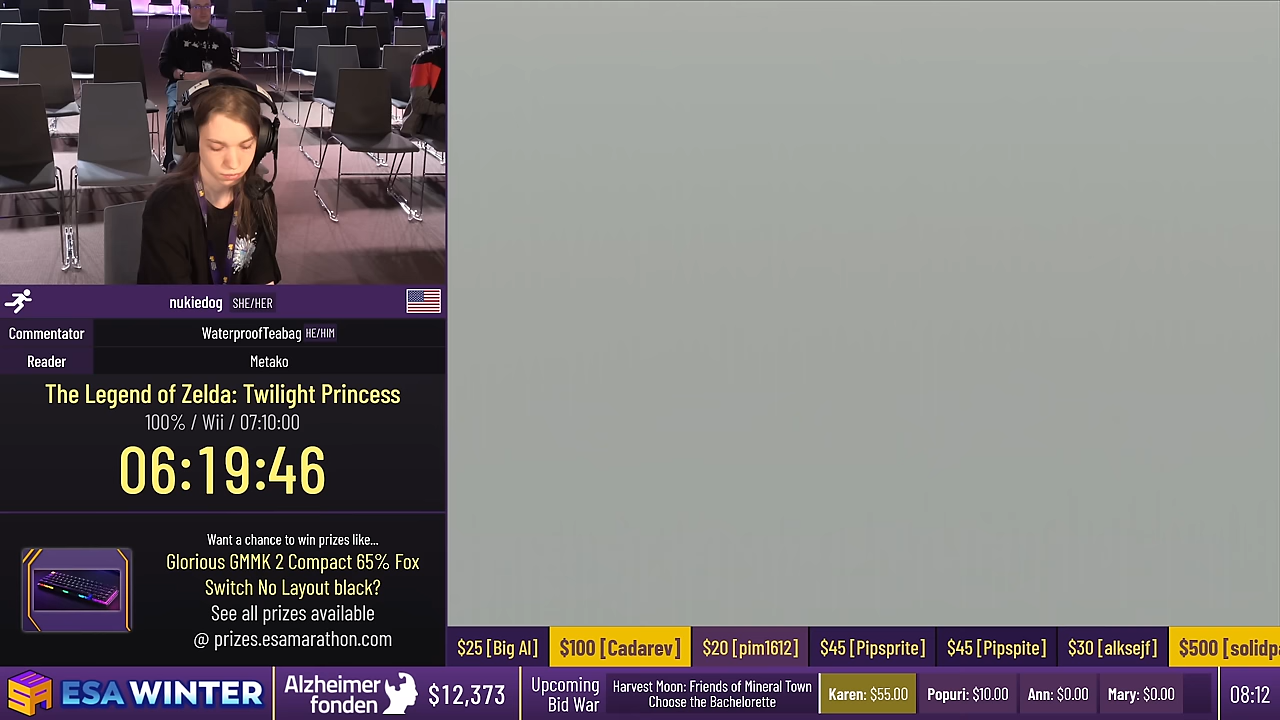 nukiedog SHE/HER
Commentator WaterproofTeabag HE/HIM
Reader Metako
The Legend of Zelda: Twilight Princess
100% / Wii / 07:10:00
06:19:46
Want a chance to win prizes like...
Glorious GMMK 2 Compact 65% Fox
Switch No Layout black?
See all prizes available
@ prizes.esamarathon.com
$25 [Big AI] $100 [Cadarev] $20 [pim1612] $45 [Pipsprite] $45 [Pipspite] $30 [alksejf] $500 [solidpa
ESA WINTER
Alzheimer
fonden
$12,373
Upcoming
Bid War
Harvest Moon: Friends of Mineral Town
Choose the Bachelorette
Karen: $55.00 Popuri: $10.00 Ann: $0.00 Mary: $0.00
08:12